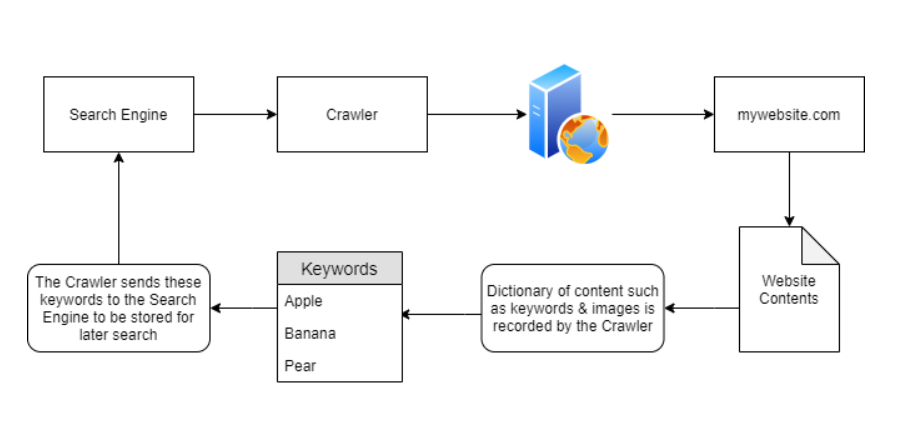 Search Engine
Crawler
mywebsite.com
Website
Contents
Dictionary of content such
as keywords & images is
recorded by the Crawler
Keywords
Apple
Banana
Pear
The Crawler sends these
keywords to the Search
Engine to be stored for
later search